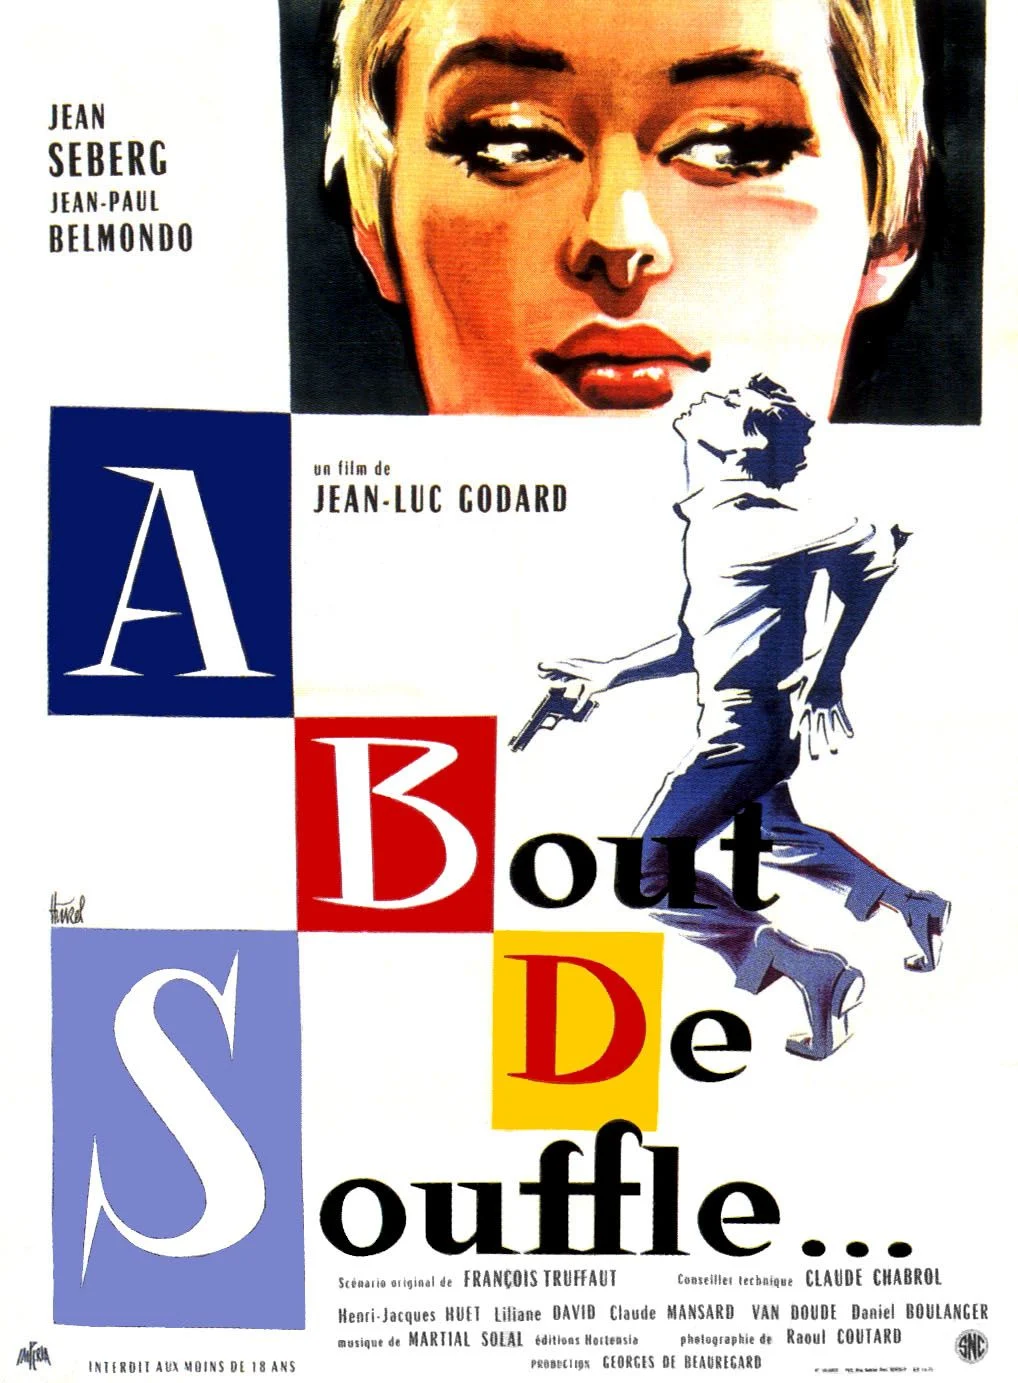 JEAN
SEBERG
JEAN-PAUL
BELMONDO
un film de
JEAN-LUC GODARD
A
Bout
De
Souffle...
Hurel
Scénario original de FRANÇOIS TRUFFAUT Conseiller technique CLAUDE CHABROL
Henri-Jacques HUET Liliane DAVID Claude MANSARD VAN DOUDE Daniel BOULANGER
musique de MARTIAL SOLAL éditions Hortensia photographie de Raoul COUTARD
PRODUCTION GEORGES DE BEAUREGARD
INTERDIT AUX MOINS DE 18 ANS
SNC